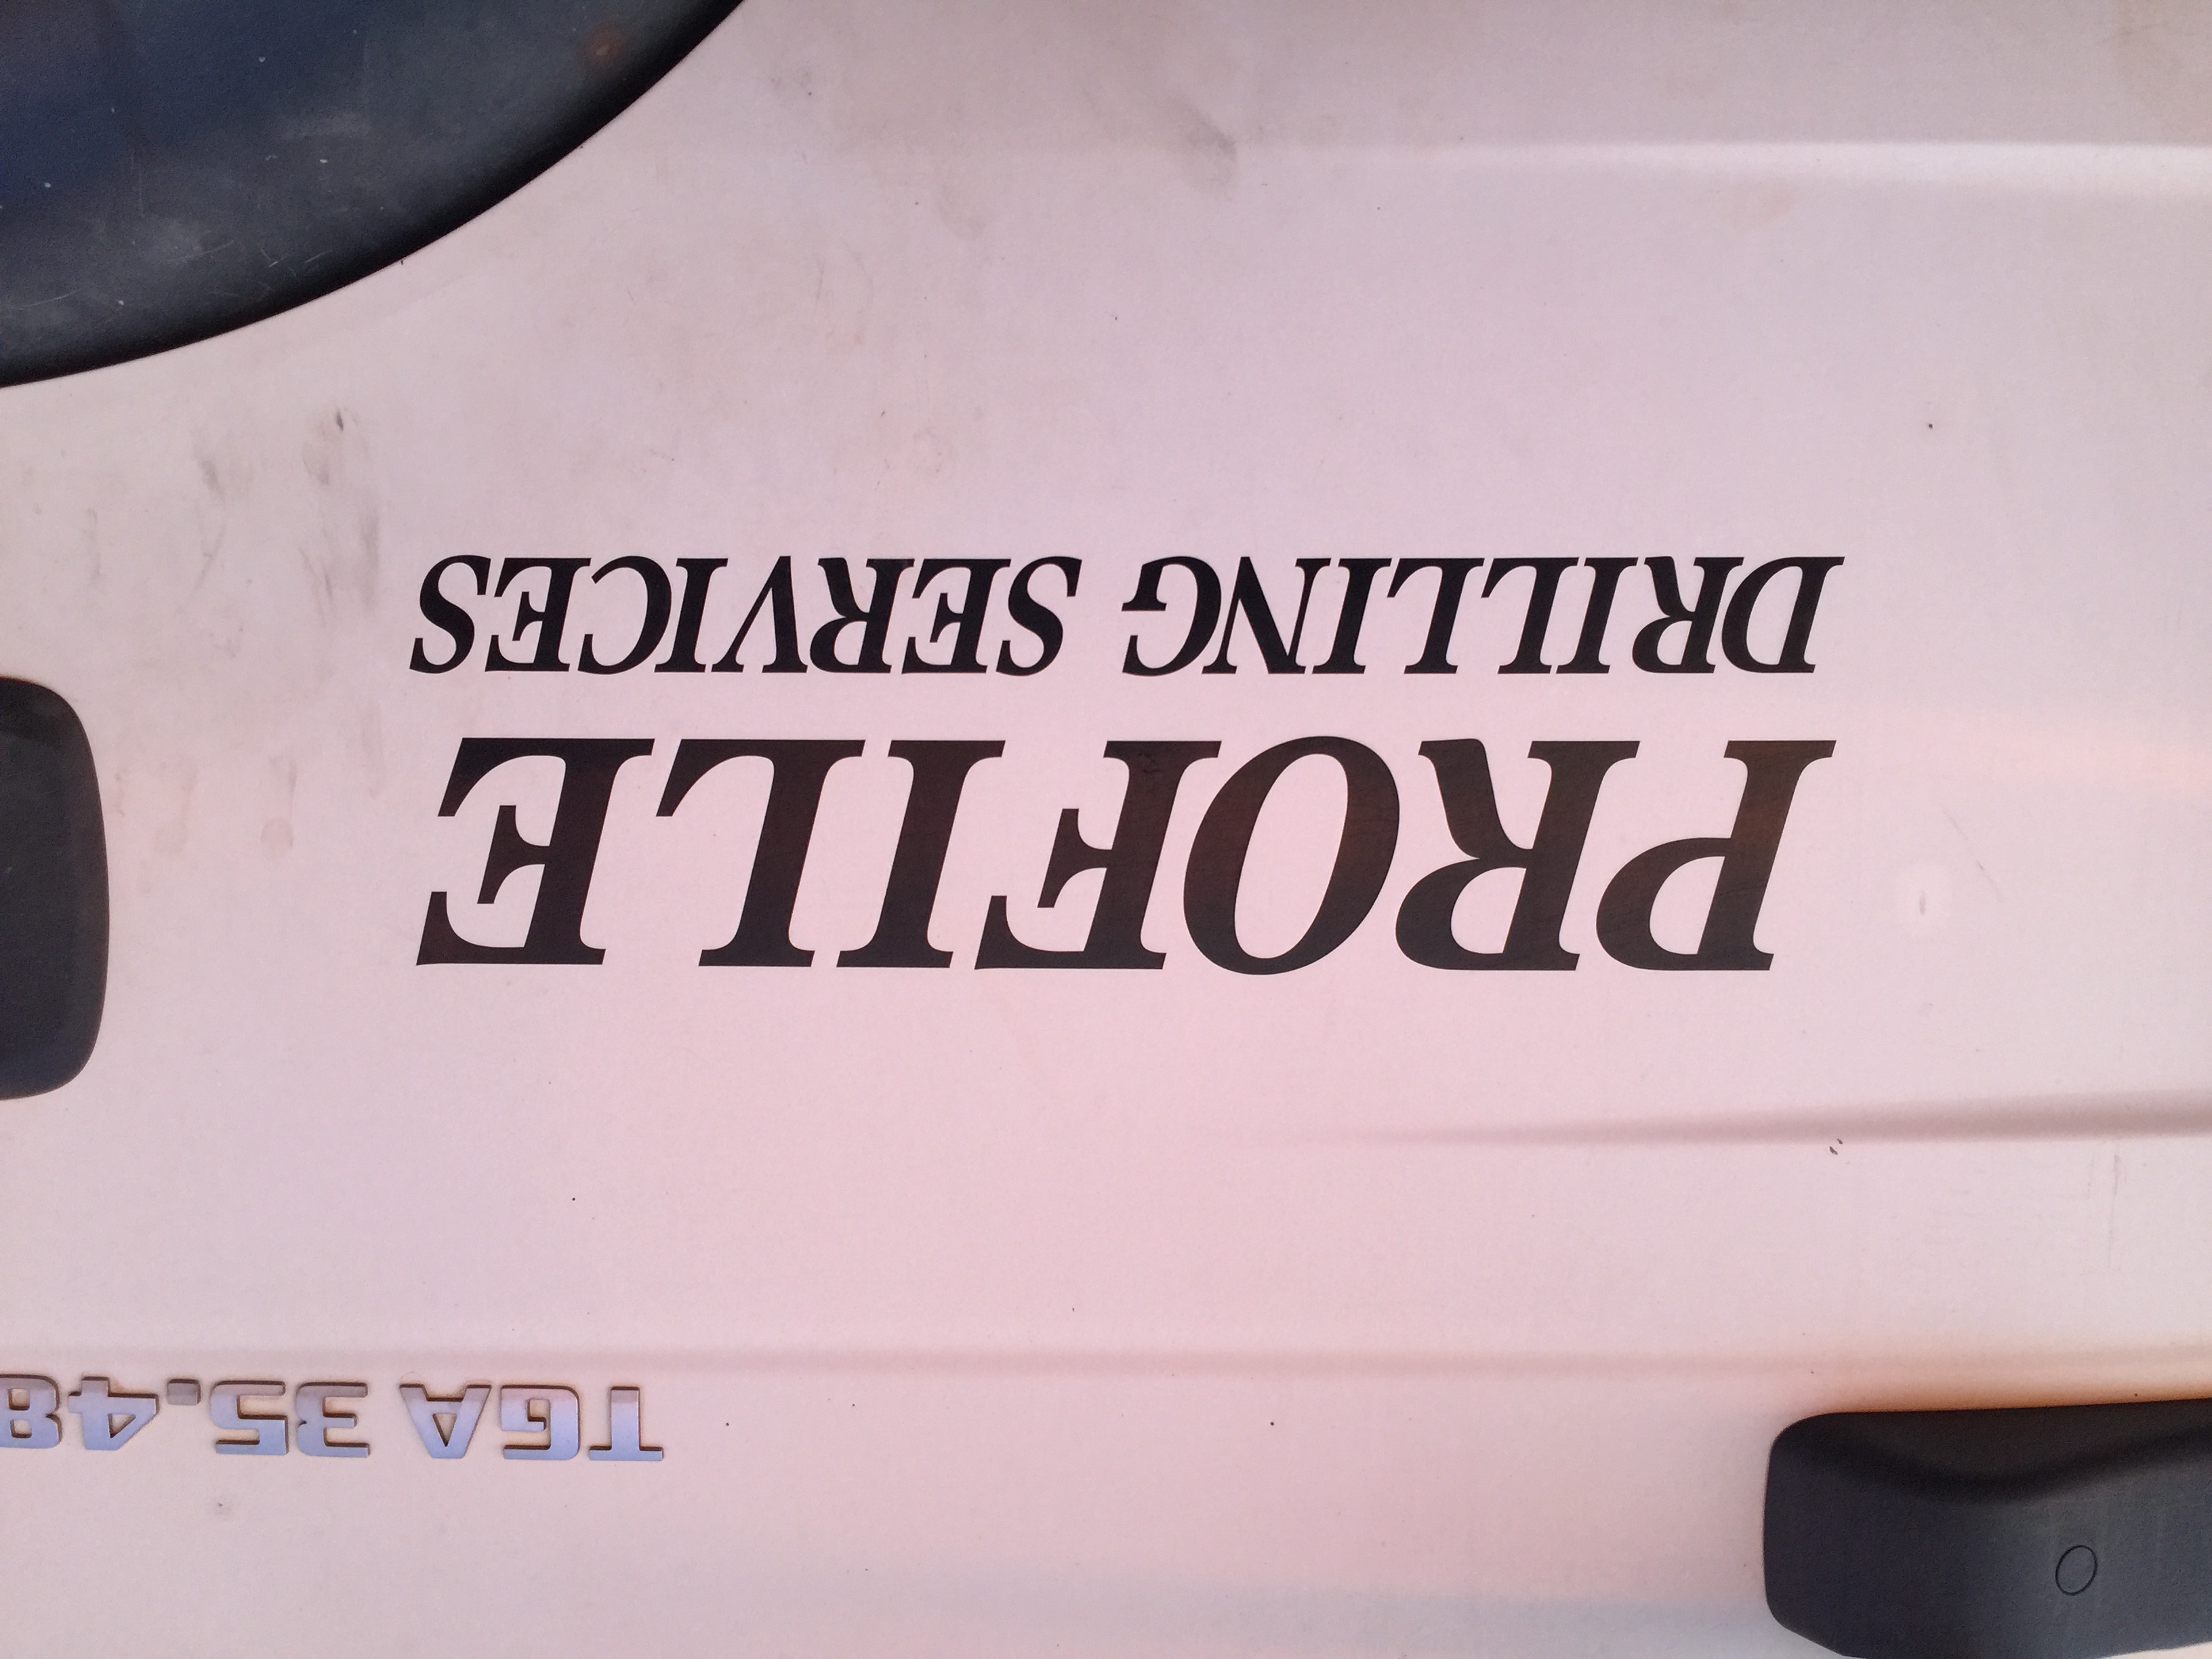 TGA 35.48
PROFILE
DRILLING SERVICES